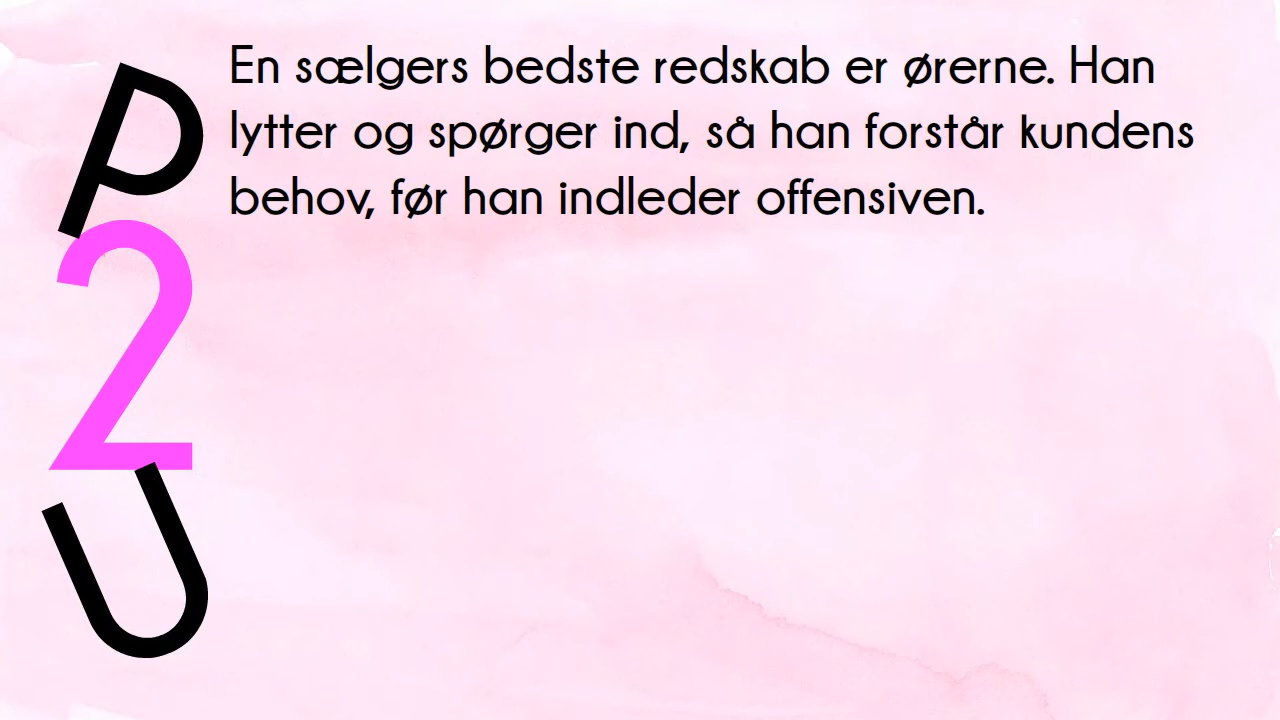 P
2
U
En sælgers bedste redskab er ørerne. Han
lytter og spørger ind, så han forstår kundens
behov, før han indleder offensiven.